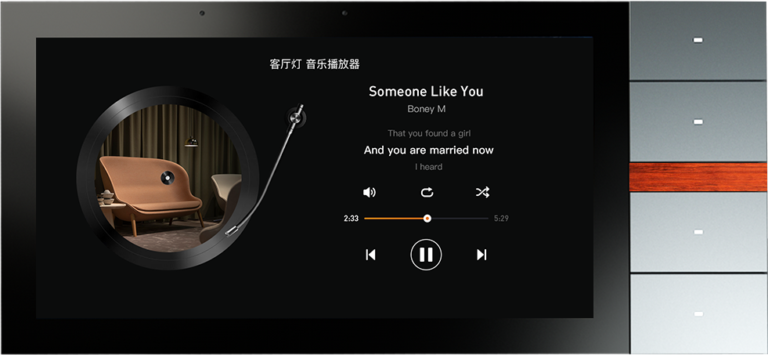 客厅灯 音乐播放器
Someone Like You
Boney M
That you found a girl
And you are married now
I heard
2:33
5:29